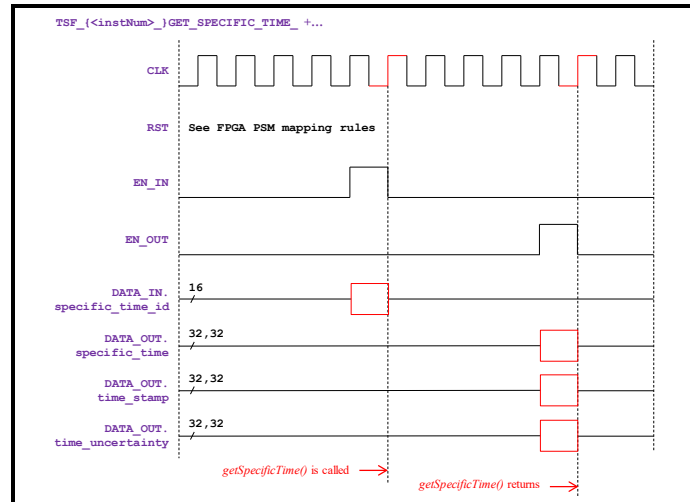 TSF_{<instNum>_}GET_SPECIFIC_TIME_ +…
CLK
RST See FPGA PSM mapping rules
EN_IN
EN_OUT
DATA_IN.
specific_time_id
16
DATA_OUT.
specific_time
32,32
DATA_OUT.
time_stamp
32,32
DATA_OUT.
time_uncertainty
32,32
getSpecificTime() is called
getSpecificTime() returns